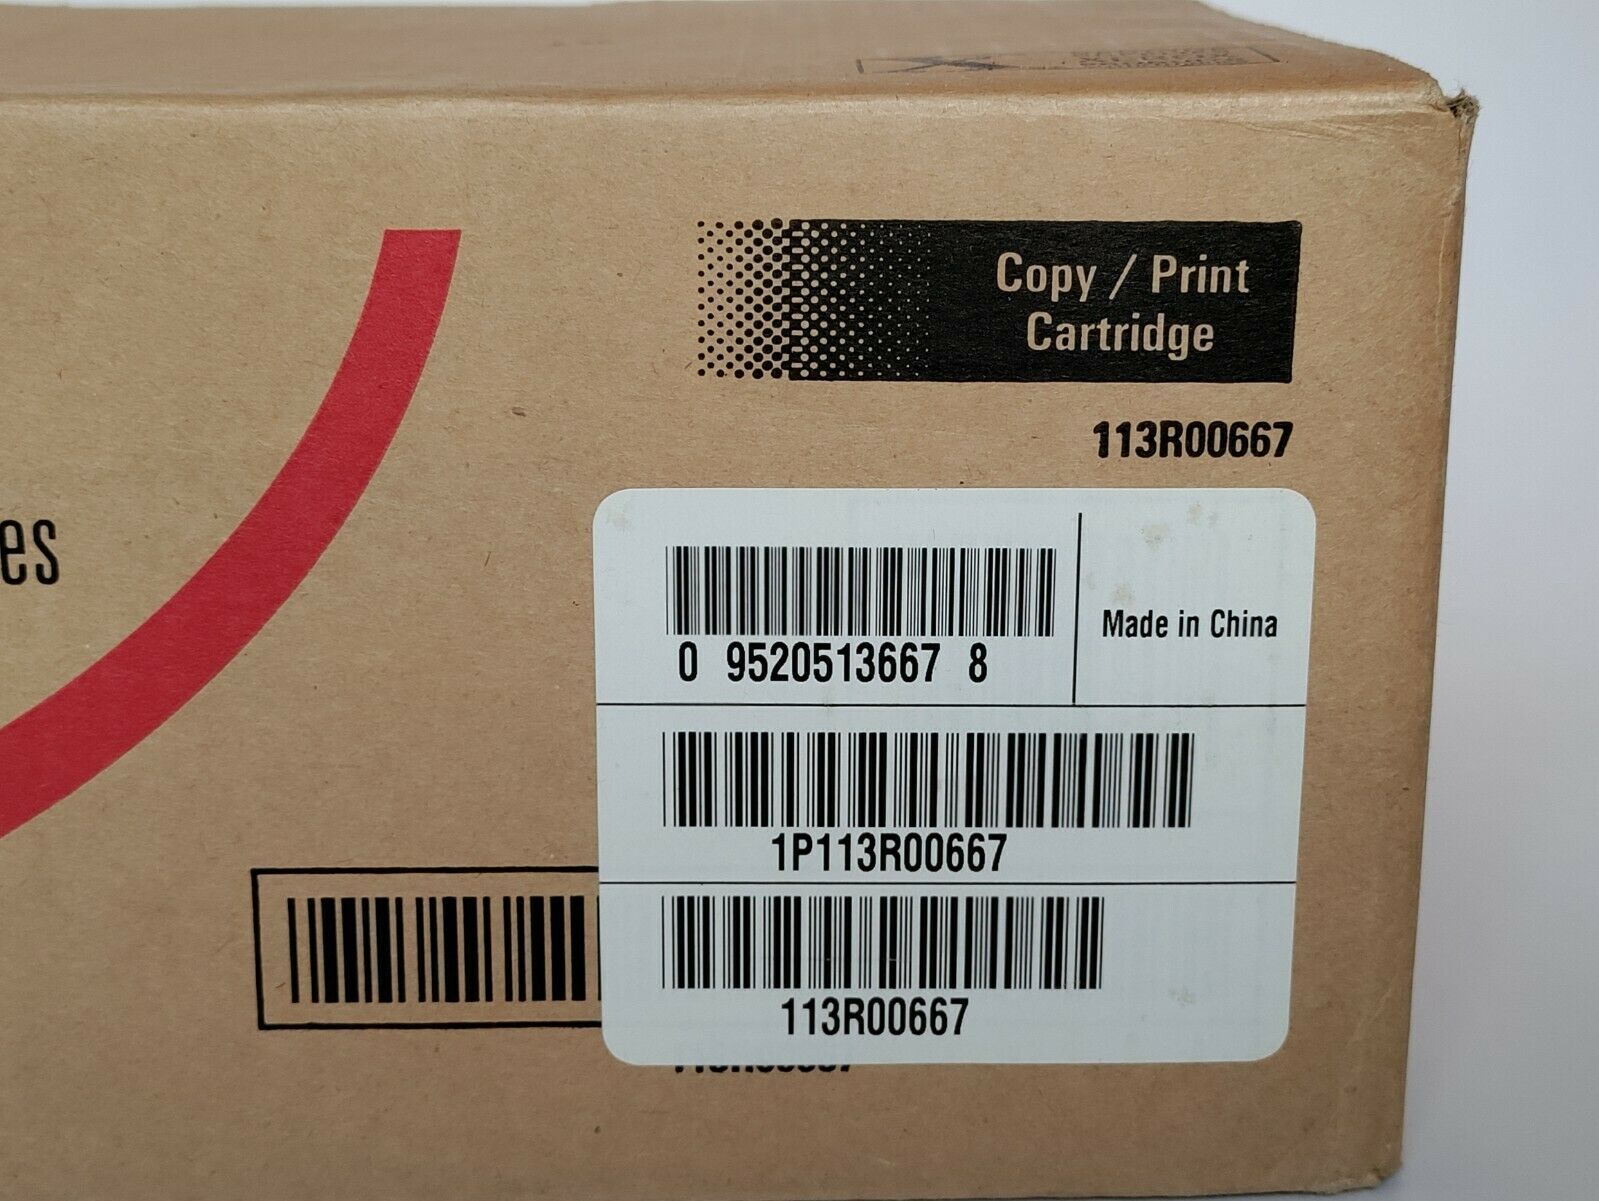 Copy / Print
Cartridge
113R00667
es
0 9520513667 8
Made in China
1P113R00667
113R00667